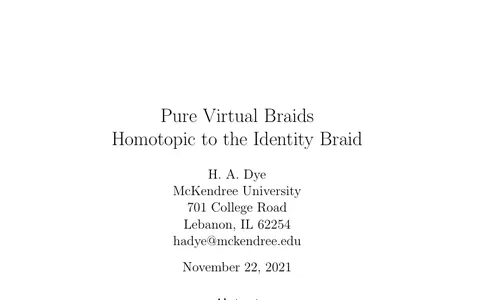 Pure Virtual Braids
Homotopic to the Identity Braid
H. A. Dye
McKendree University
701 College Road
Lebanon, IL 62254
hadye@mckendree.edu
November 22, 2021